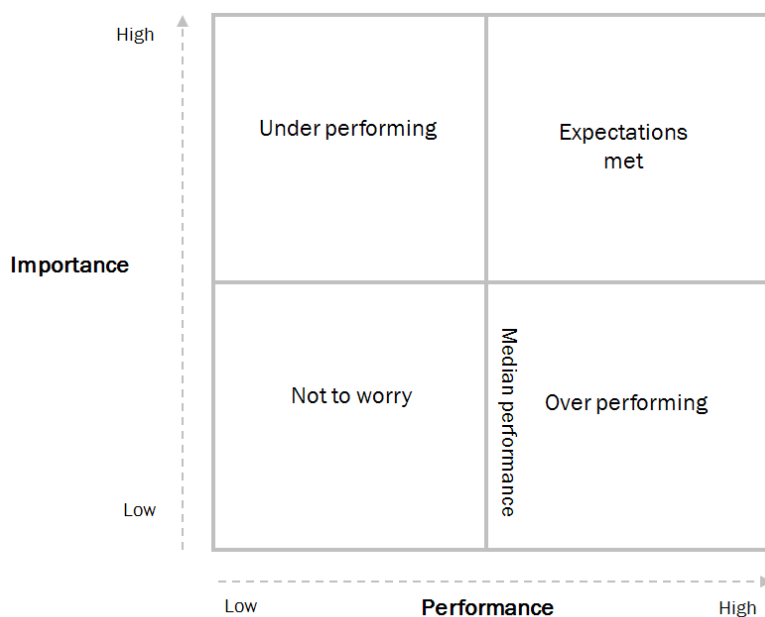 High
Under performing
Expectations
met
Importance
Median performance
Not to worry
Over performing
Low
Low
Performance
High